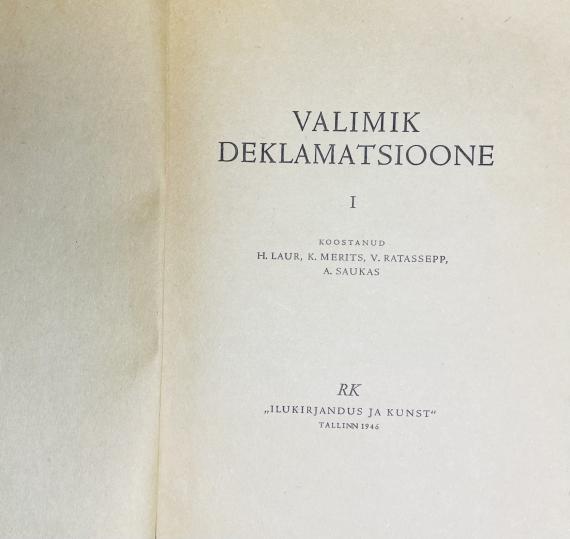 VALIMIK
DEKLAMATSIOONE
I
KOOSTANUD
H. LAUR, K. MERITS, V. RATASSEPP,
A. SAUKAS
RK
„ILUKIRJANDUS JA KUNST“
TALLINN 1946